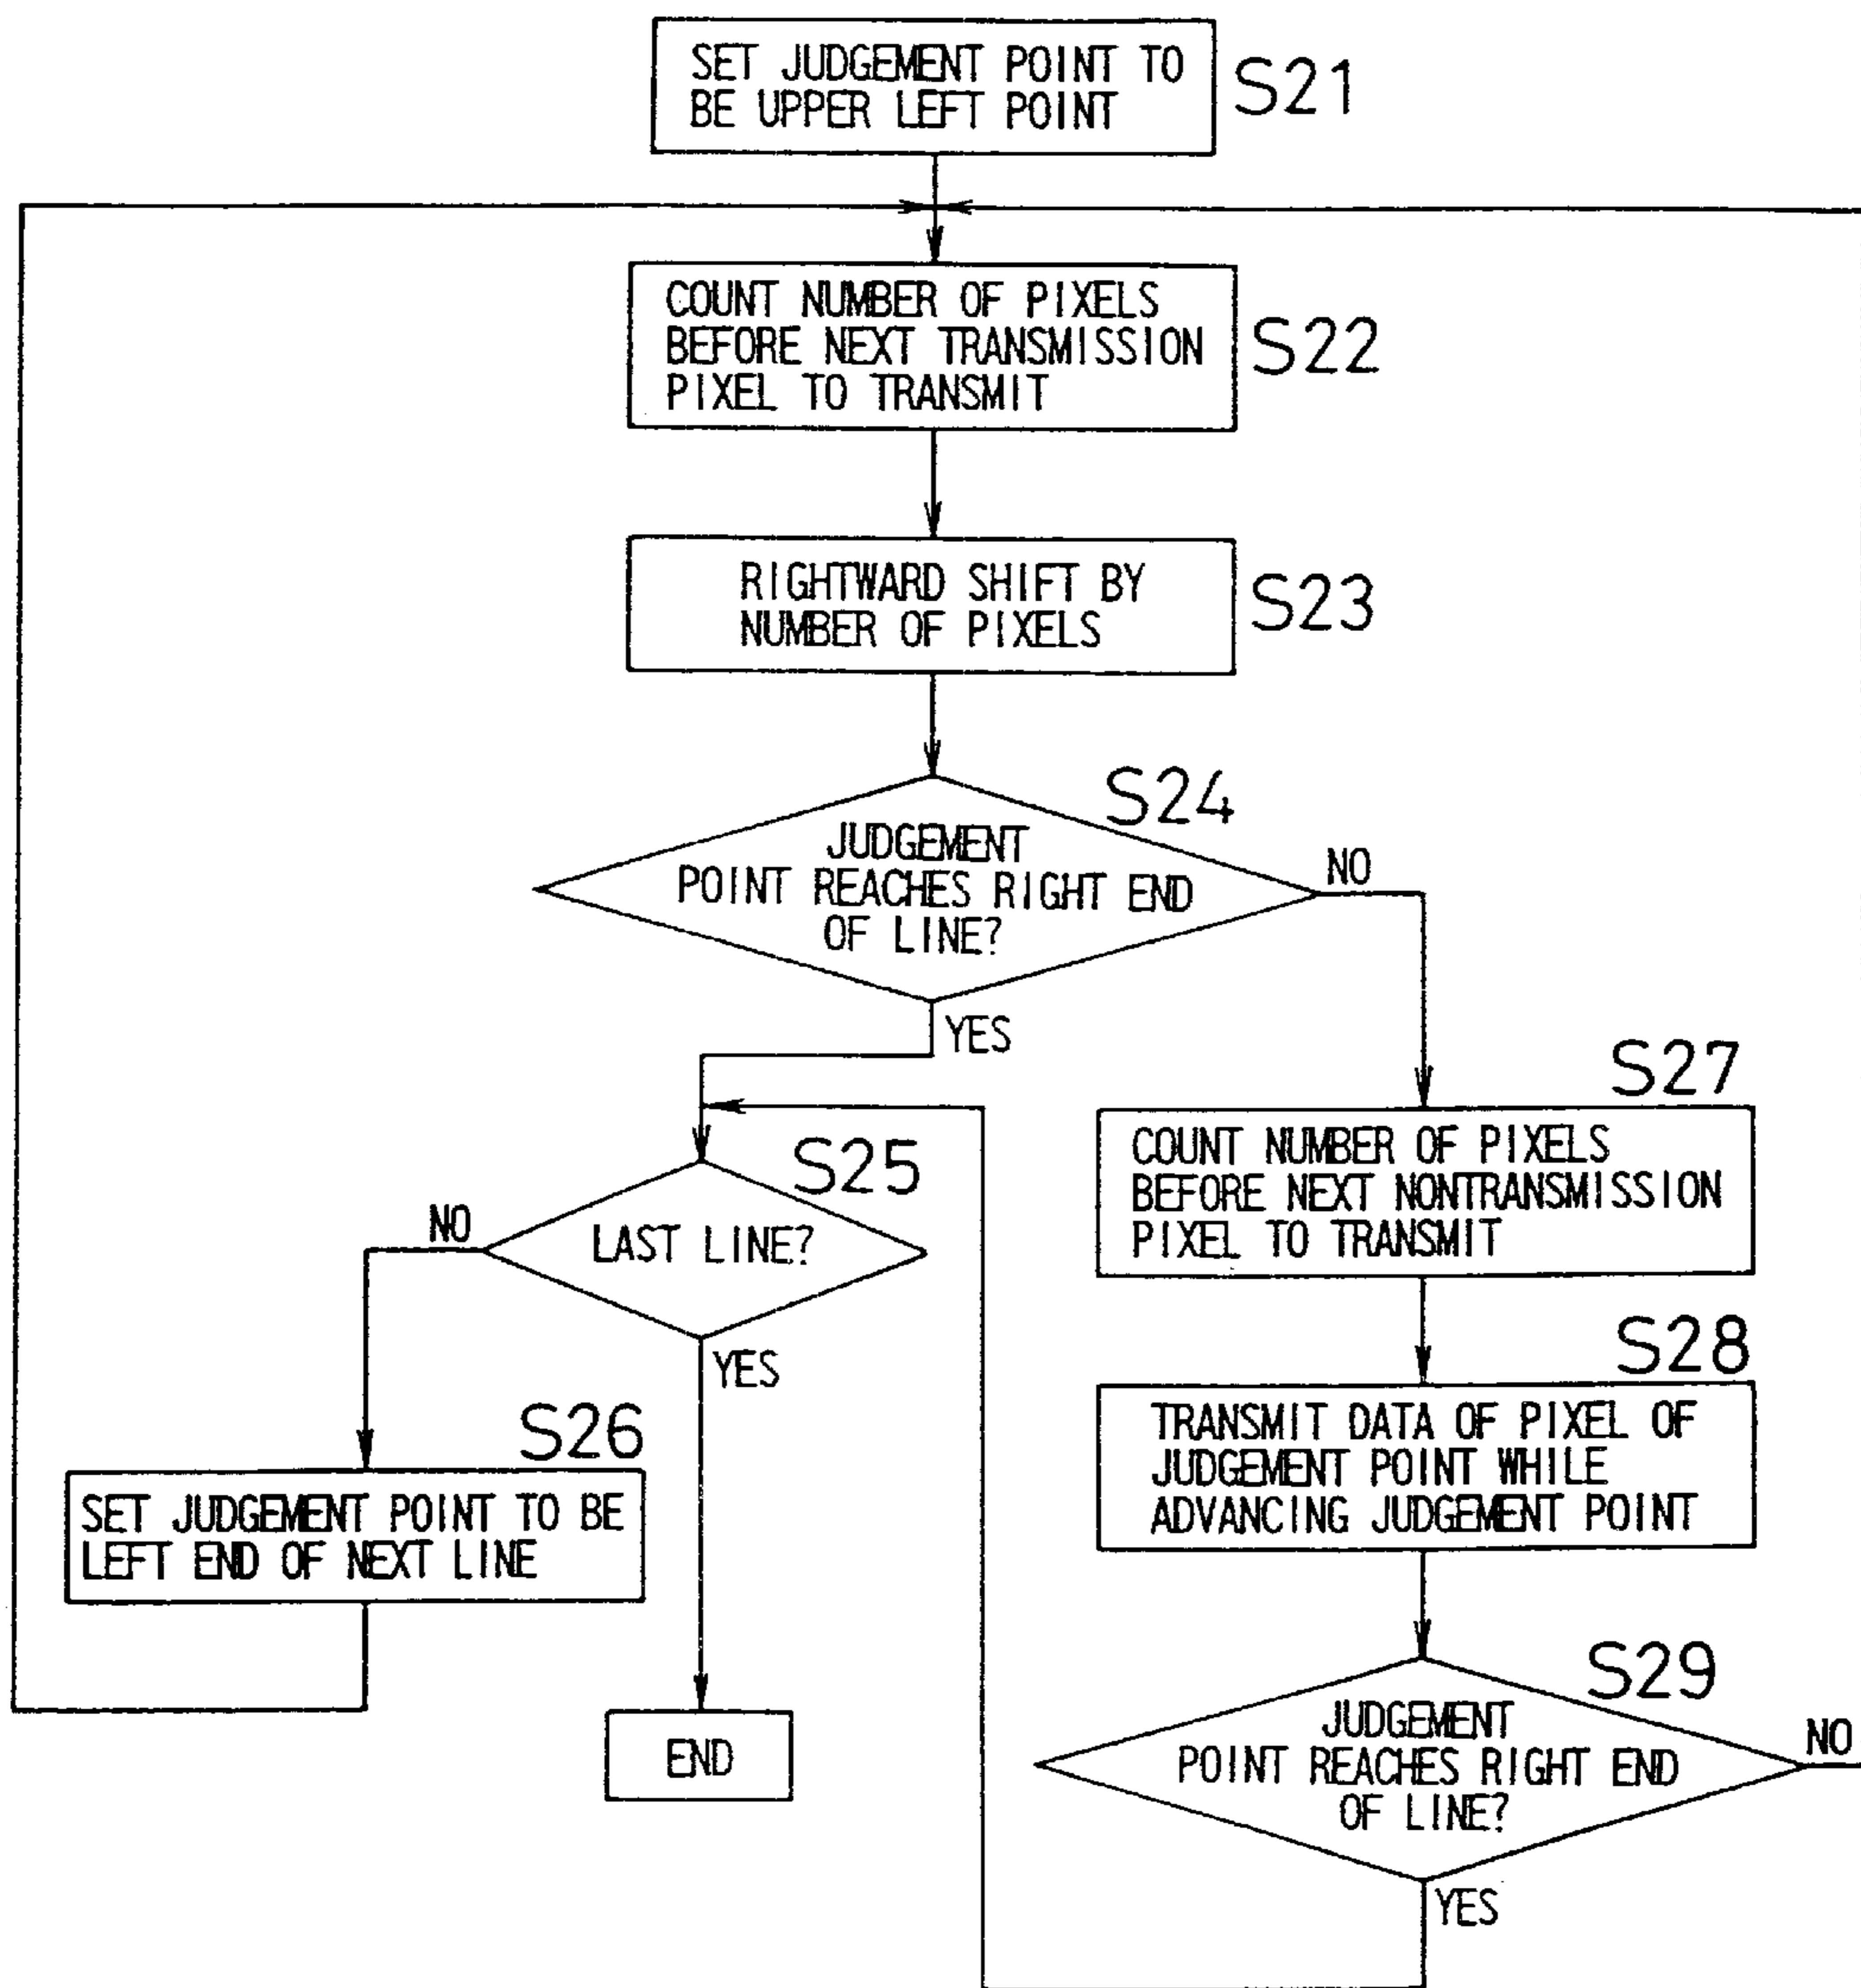 SET JUDGEMENT POINT TO
BE UPPER LEFT POINT
S21
COUNT NUMBER OF PIXELS
BEFORE NEXT TRANSMISSION
PIXEL TO TRANSMIT
S22
RIGHTWARD SHIFT BY
NUMBER OF PIXELS
S23
S24
JUDGEMENT
POINT REACHES RIGHT END
OF LINE?
NO
YES
S25
LAST LINE?
NO
YES
S26
SET JUDGEMENT POINT TO BE
LEFT END OF NEXT LINE
END
S27
COUNT NUMBER OF PIXELS
BEFORE NEXT NONTRANSMISSION
PIXEL TO TRANSMIT
S28
TRANSMIT DATA OF PIXEL OF
JUDGEMENT POINT WHILE
ADVANCING JUDGEMENT POINT
S29
JUDGEMENT
POINT REACHES RIGHT END
OF LINE?
NO
YES